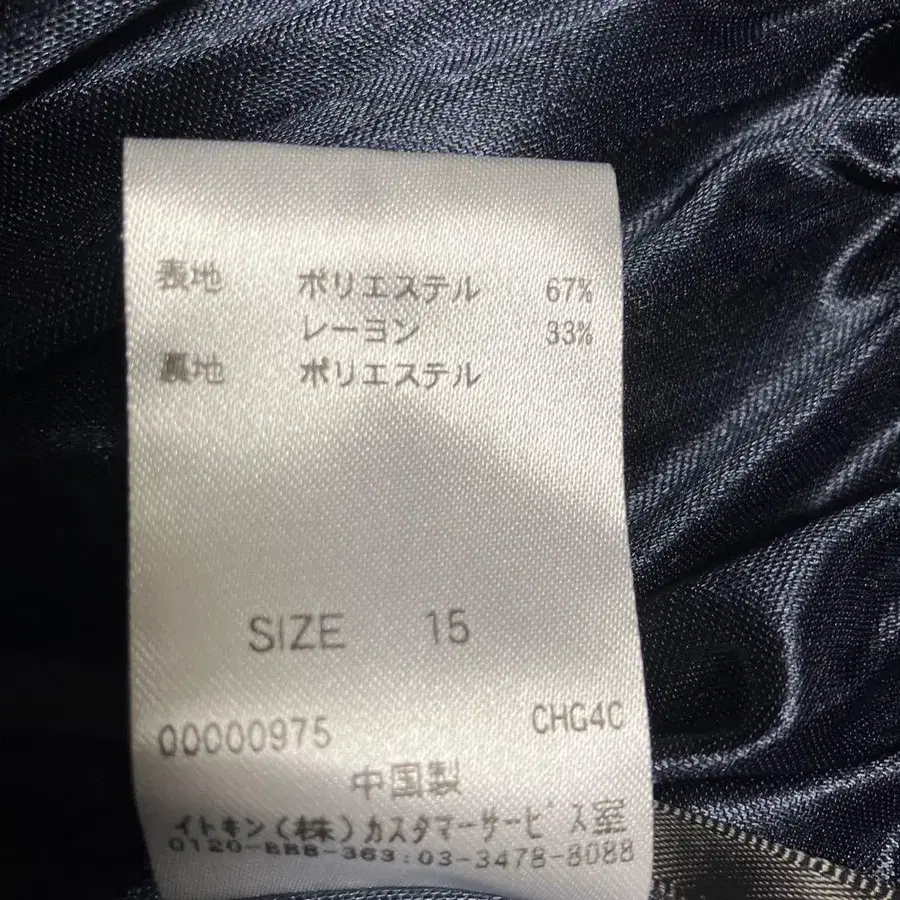 表地 ポリエステル 67%
レーヨン 33%
裏地 ポリエステル
SIZE 15
00000975 CHG4C
中国製
イトキン(株)カスタマーサービス室
0120-888-363:03-3478-8088